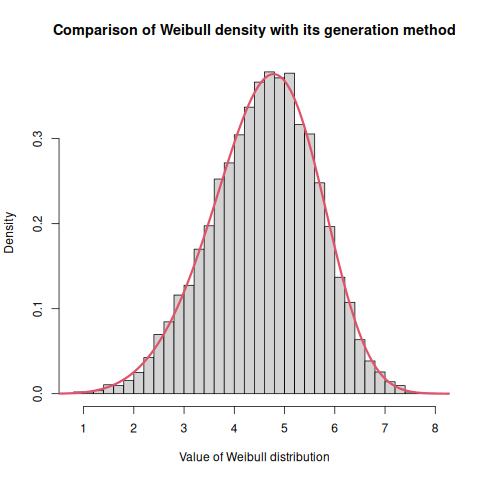 Comparison of Weibull density with its generation method
Density
0.0
0.1
0.2
0.3
1 2 3 4 5 6 7 8
Value of Weibull distribution